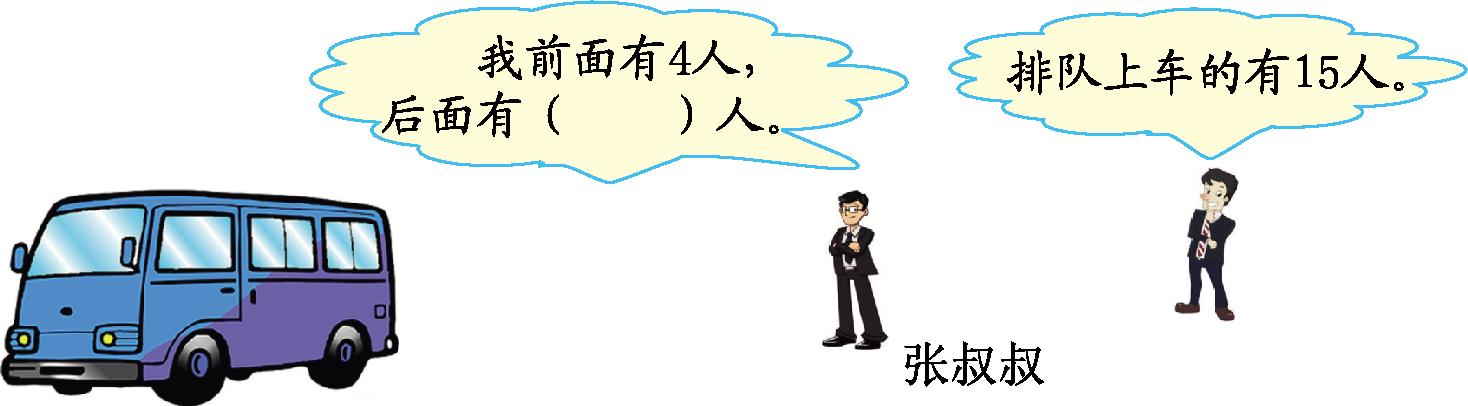 我前面有4人，
后面有（　　）人。
排队上车的有15人。
张叔叔